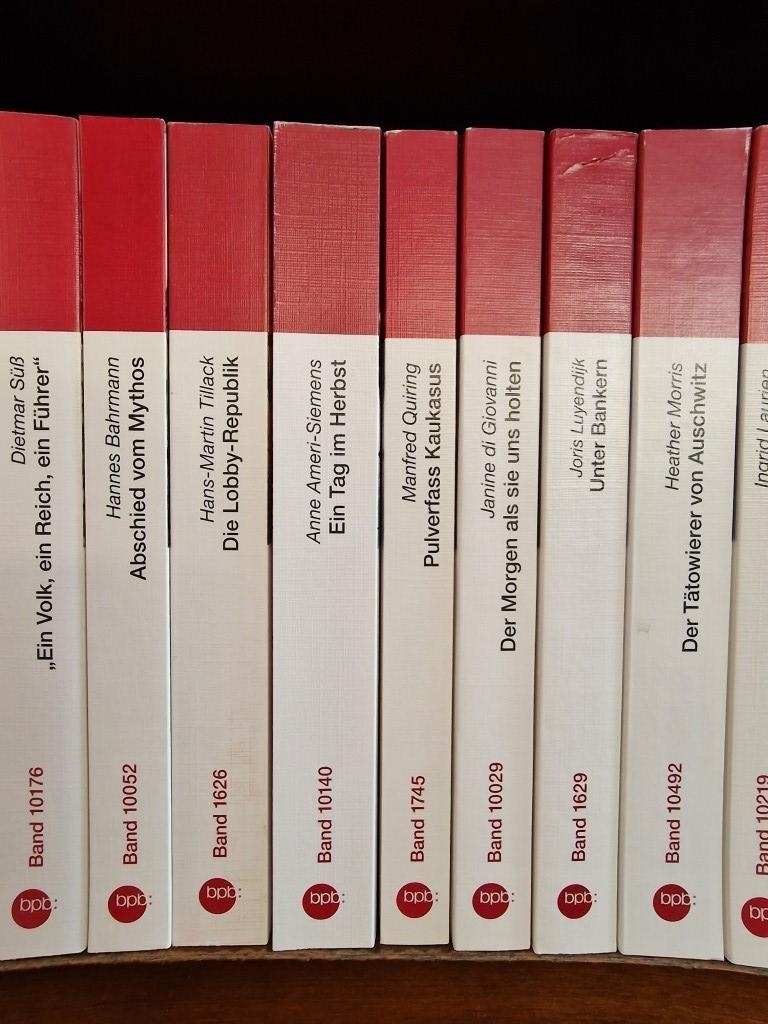 Dietmar Süß
„Ein Volk, ein Reich, ein Führer“
Band 10176
bpb:
Hannes Bahrmann
Abschied vom Mythos
Band 10052
bpb:
Hans-Martin Tillack
Die Lobby-Republik
Band 1626
bpb:
Anne Ameri-Siemens
Ein Tag im Herbst
Band 10140
bpb:
Manfred Quiring
Pulverfass Kaukasus
Band 1745
bpb:
Janine di Giovanni
Der Morgen als sie uns holten
Band 10029
bpb:
Joris Luyendijk
Unter Bankern
Band 1629
bpb:
Heather Morris
Der Tätowierer von Auschwitz
Band 10492
bpb:
Ingrid Laurien
Band 10219
bp